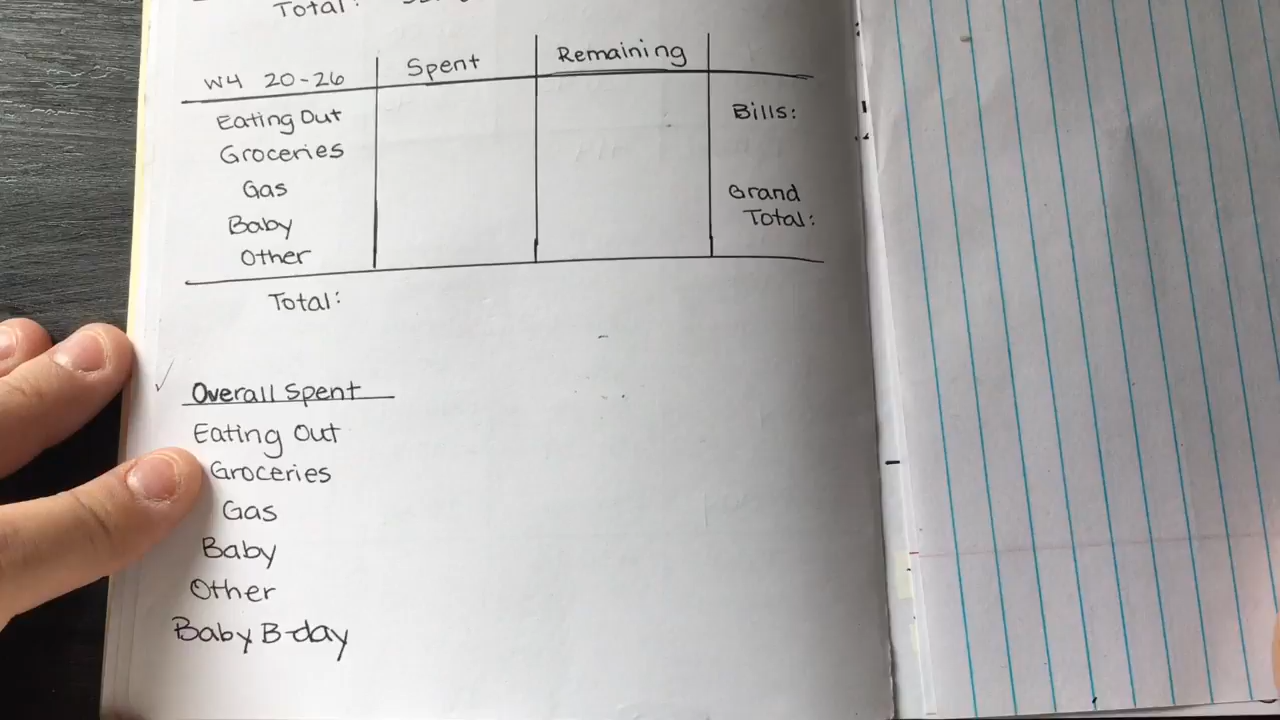 Total:
W4 20-26 Spent Remaining
Eating Out Bills:
Groceries
Gas Grand
Baby Total:
Other
Total:
Overall Spent
Eating Out
Groceries
Gas
Baby
Other
Baby B-day